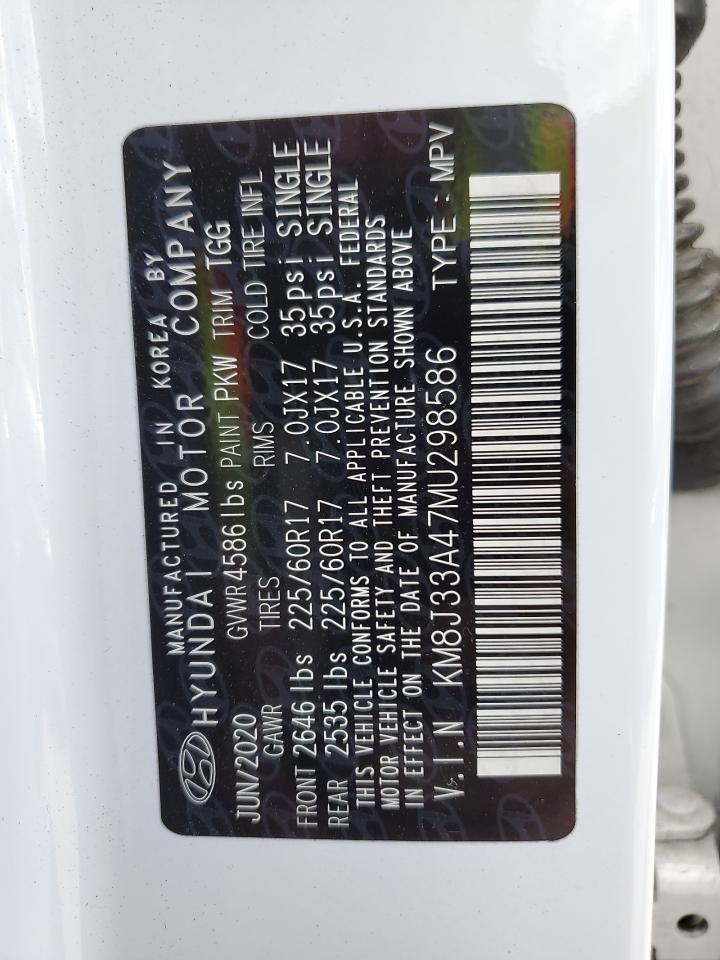 MANUFACTURED IN KOREA BY
HYUNDAI MOTOR COMPANY
JUN/2020 GVWR 4586 lbs PAINT PKW TRIM TGG
GAWR TIRES RIMS COLD TIRE INFL
FRONT 2646 lbs 225/60R17 7.0JX17 35psi SINGLE
REAR 2535 lbs 225/60R17 7.0JX17 35psi SINGLE
THIS VEHICLE CONFORMS TO ALL APPLICABLE U.S.A. FEDERAL
MOTOR VEHICLE SAFETY AND THEFT PREVENTION STANDARDS
IN EFFECT ON THE DATE OF MANUFACTURE SHOWN ABOVE
V.I.N KM8J33A47MU298586 TYPE : MPV